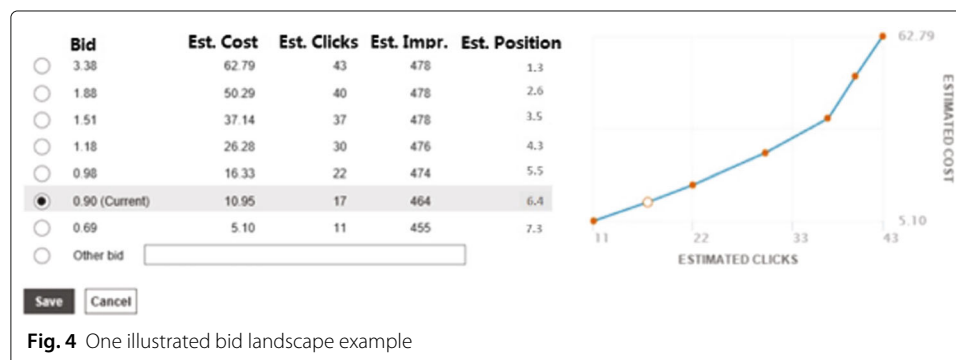 Bid Est. Cost Est. Clicks Est. Impr. Est. Position
3.38 62.79 43 478 1.3
1.88 50.29 40 478 2.6
1.51 37.14 37 478 3.5
1.18 26.28 30 476 4.3
0.98 16.33 22 474 5.5
0.90 (Current) 10.95 17 464 6.4
0.69 5.10 11 455 7.3
Other bid
Save Cancel
62.79
ESTIMATED COST
5.10
11 22 33 43
ESTIMATED CLICKS
Fig. 4 One illustrated bid landscape example